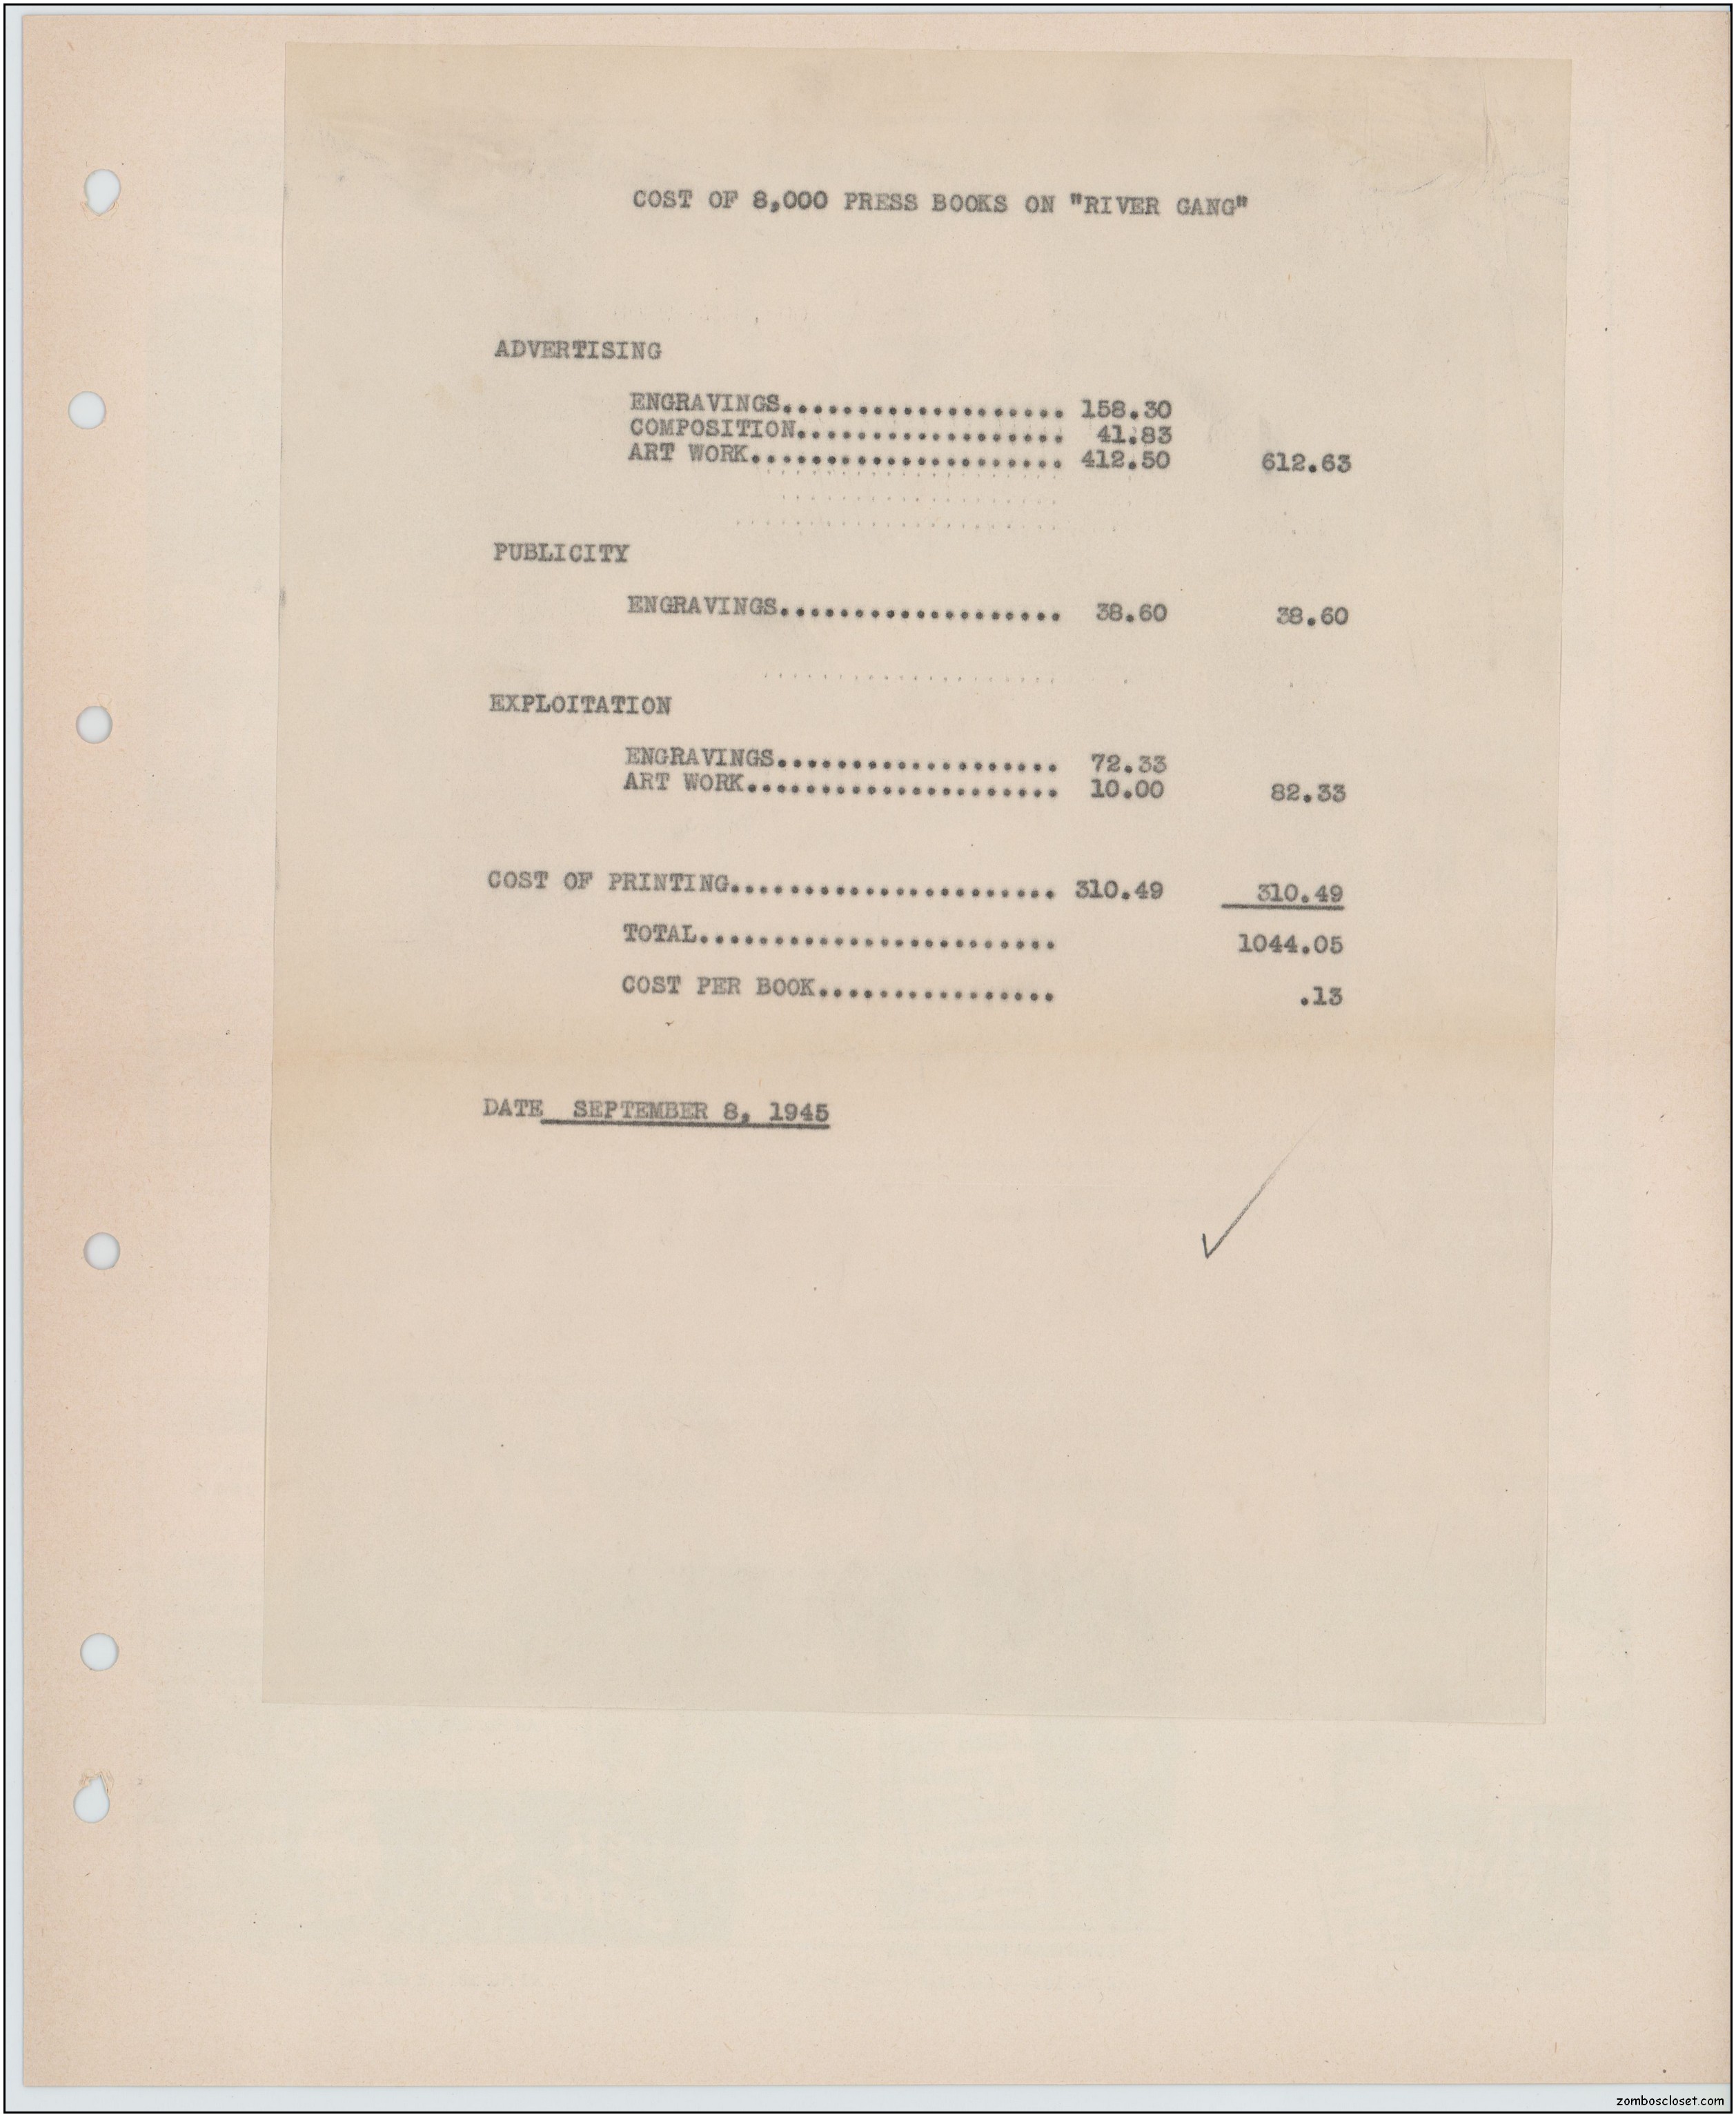 COST OF 8,000 PRESS BOOKS ON "RIVER GANG"
ADVERTISING
ENGRAVINGS................... 158.30
COMPOSITION.................. 41.83
ART WORK..................... 412.50 612.63
PUBLICITY
ENGRAVINGS................... 38.60 38.60
EXPLOITATION
ENGRAVINGS................... 72.33
ART WORK..................... 10.00 82.33
COST OF PRINTING...................... 310.49 310.49
TOTAL........................ 1044.05
COST PER BOOK................ .13
DATE SEPTEMBER 8, 1945
zomboscloset.com